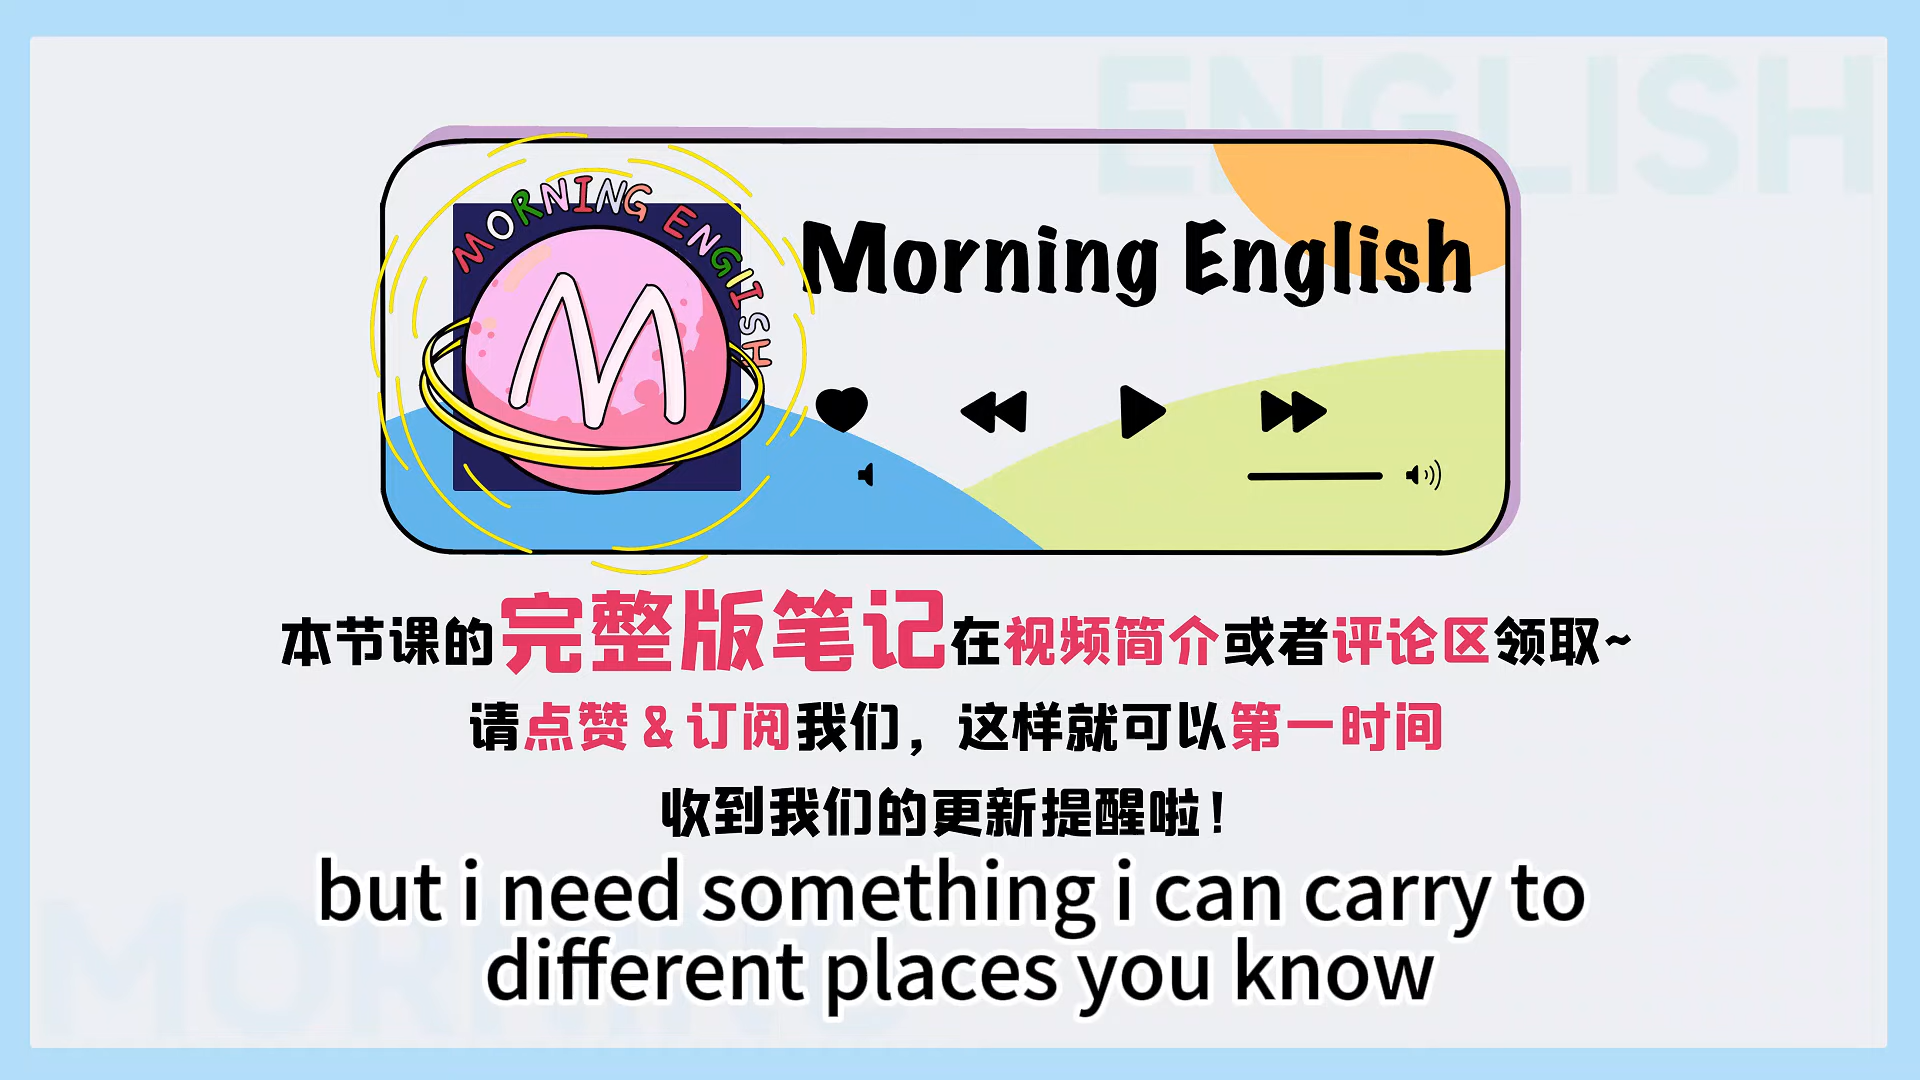 ENGLISH
MORNING ENGLISH
M
Morning English
本节课的完整版笔记在视频简介或者评论区领取~
请点赞&订阅我们，这样就可以第一时间
收到我们的更新提醒啦！
but i need something i can carry to
different places you know
MORNING